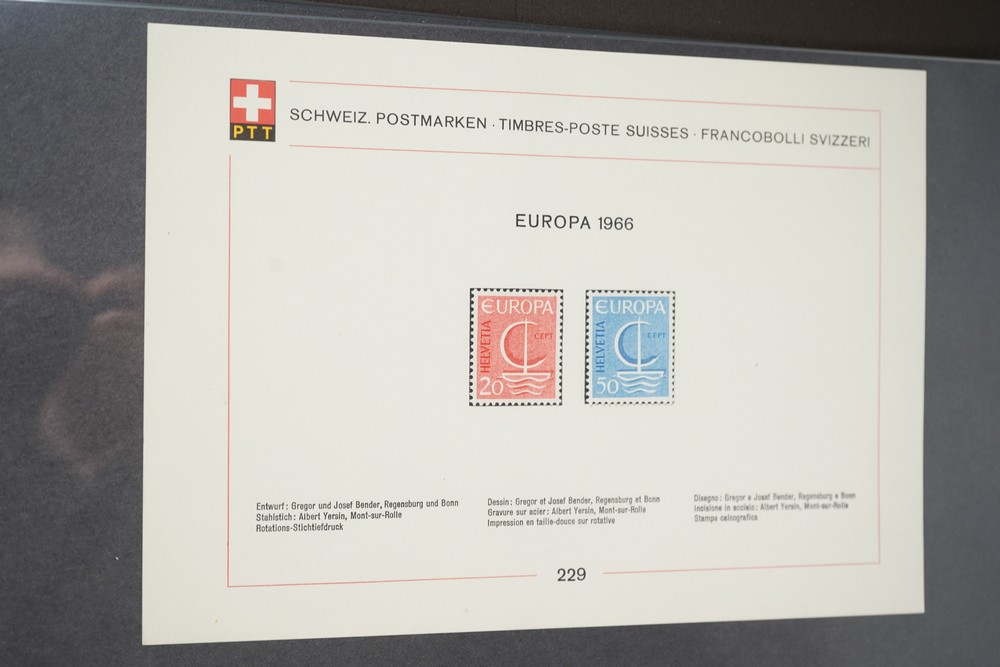 PTT
SCHWEIZ. POSTMARKEN · TIMBRES-POSTE SUISSES · FRANCOBOLLI SVIZZERI
EUROPA 1966
EUROPA
HELVETIA
CEPT
20
EUROPA
HELVETIA
CEPT
50
Entwurf: Gregor und Josef Bender, Regensburg und Bonn
Stahlstich: Albert Yersin, Mont-sur-Rolle
Rotations-Stichtiefdruck
Dessin: Gregor et Josef Bender, Regensburg et Bonn
Gravure sur acier: Albert Yersin, Mont-sur-Rolle
Impression en taille-douce sur rotative
Disegno: Gregor e Josef Bender, Regensburg e Bonn
Incisione in acciaio: Albert Yersin, Mont-sur-Rolle
Stampa calcografica
229